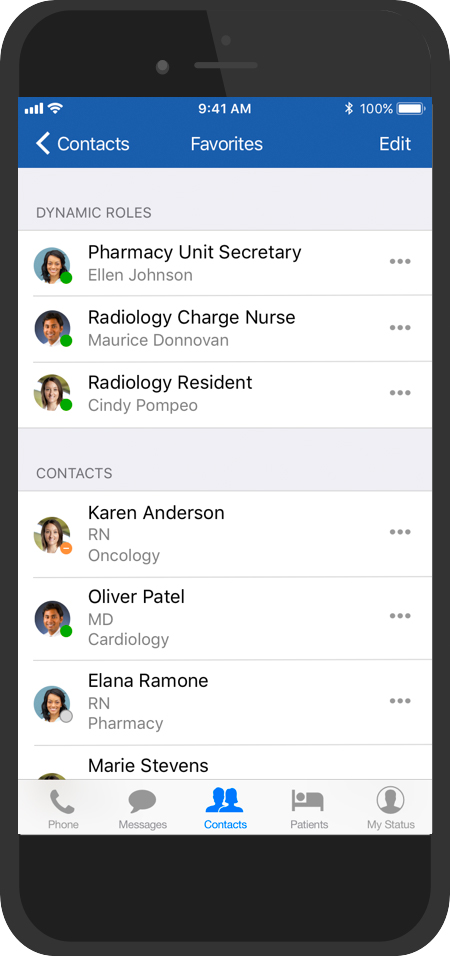 9:41 AM
100%
Contacts
Favorites
Edit
DYNAMIC ROLES
Pharmacy Unit Secretary
Ellen Johnson
Radiology Charge Nurse
Maurice Donnovan
Radiology Resident
Cindy Pompeo
CONTACTS
Karen Anderson
RN
Oncology
Oliver Patel
MD
Cardiology
Elana Ramone
RN
Pharmacy
Marie Stevens
Phone
Messages
Contacts
Patients
My Status